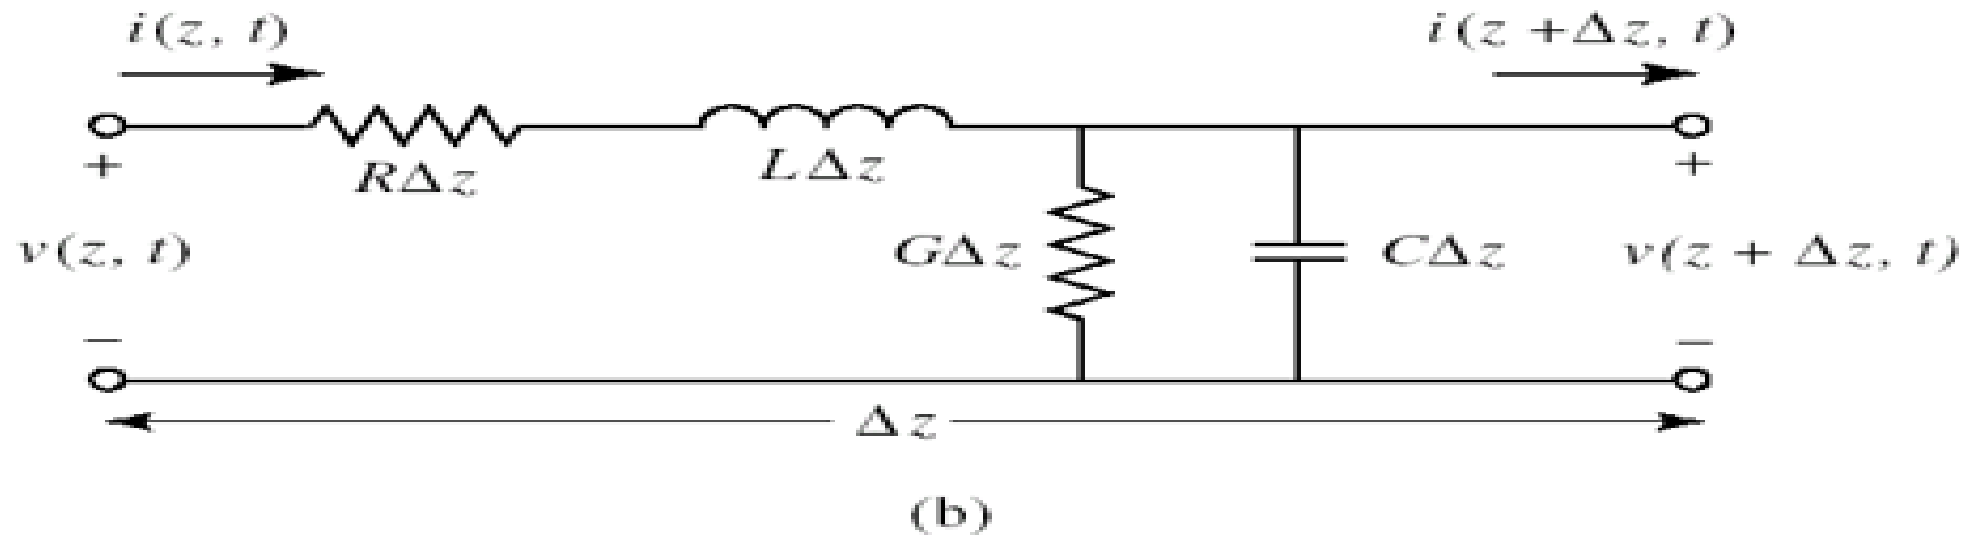 i(z, t)
i(z +Δz, t)
+
RΔz
LΔz
+
v(z, t)
GΔz
CΔz
v(z + Δz, t)
−
−
Δz
(b)